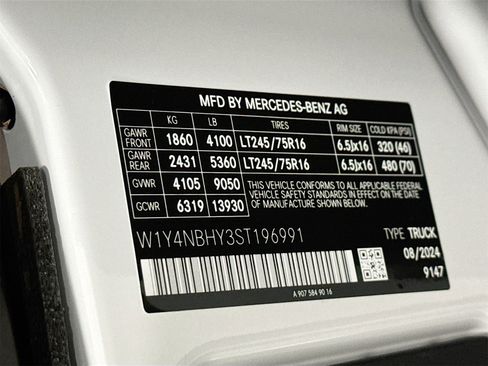 MFD BY MERCEDES-BENZ AG
KG LB TIRES RIM SIZE COLD KPA (PSI)
GAWR FRONT 1860 4100 LT245/75R16 6.5Jx16 320 (46)
GAWR REAR 2431 5360 LT245/75R16 6.5Jx16 480 (70)
GVWR 4105 9050 THIS VEHICLE CONFORMS TO ALL APPLICABLE FEDERAL
VEHICLE SAFETY STANDARDS IN EFFECT ON THE DATE
GCWR 6319 13930 OF MANUFACTURE SHOWN ABOVE.
W1Y4NBHY3ST196991 TYPE TRUCK
08/2024
9147
A 907 584 90 16